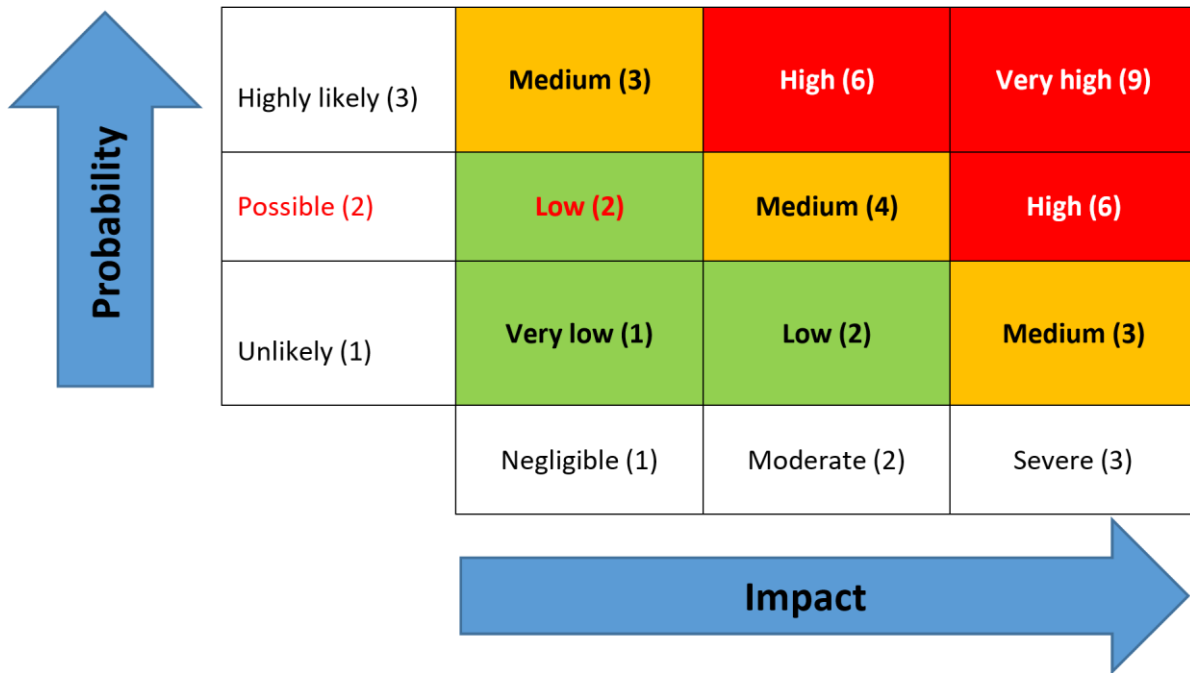 Probability
Highly likely (3)
Medium (3)
High (6)
Very high (9)
Possible (2)
Low (2)
Medium (4)
High (6)
Unlikely (1)
Very low (1)
Low (2)
Medium (3)
Negligible (1)
Moderate (2)
Severe (3)
Impact